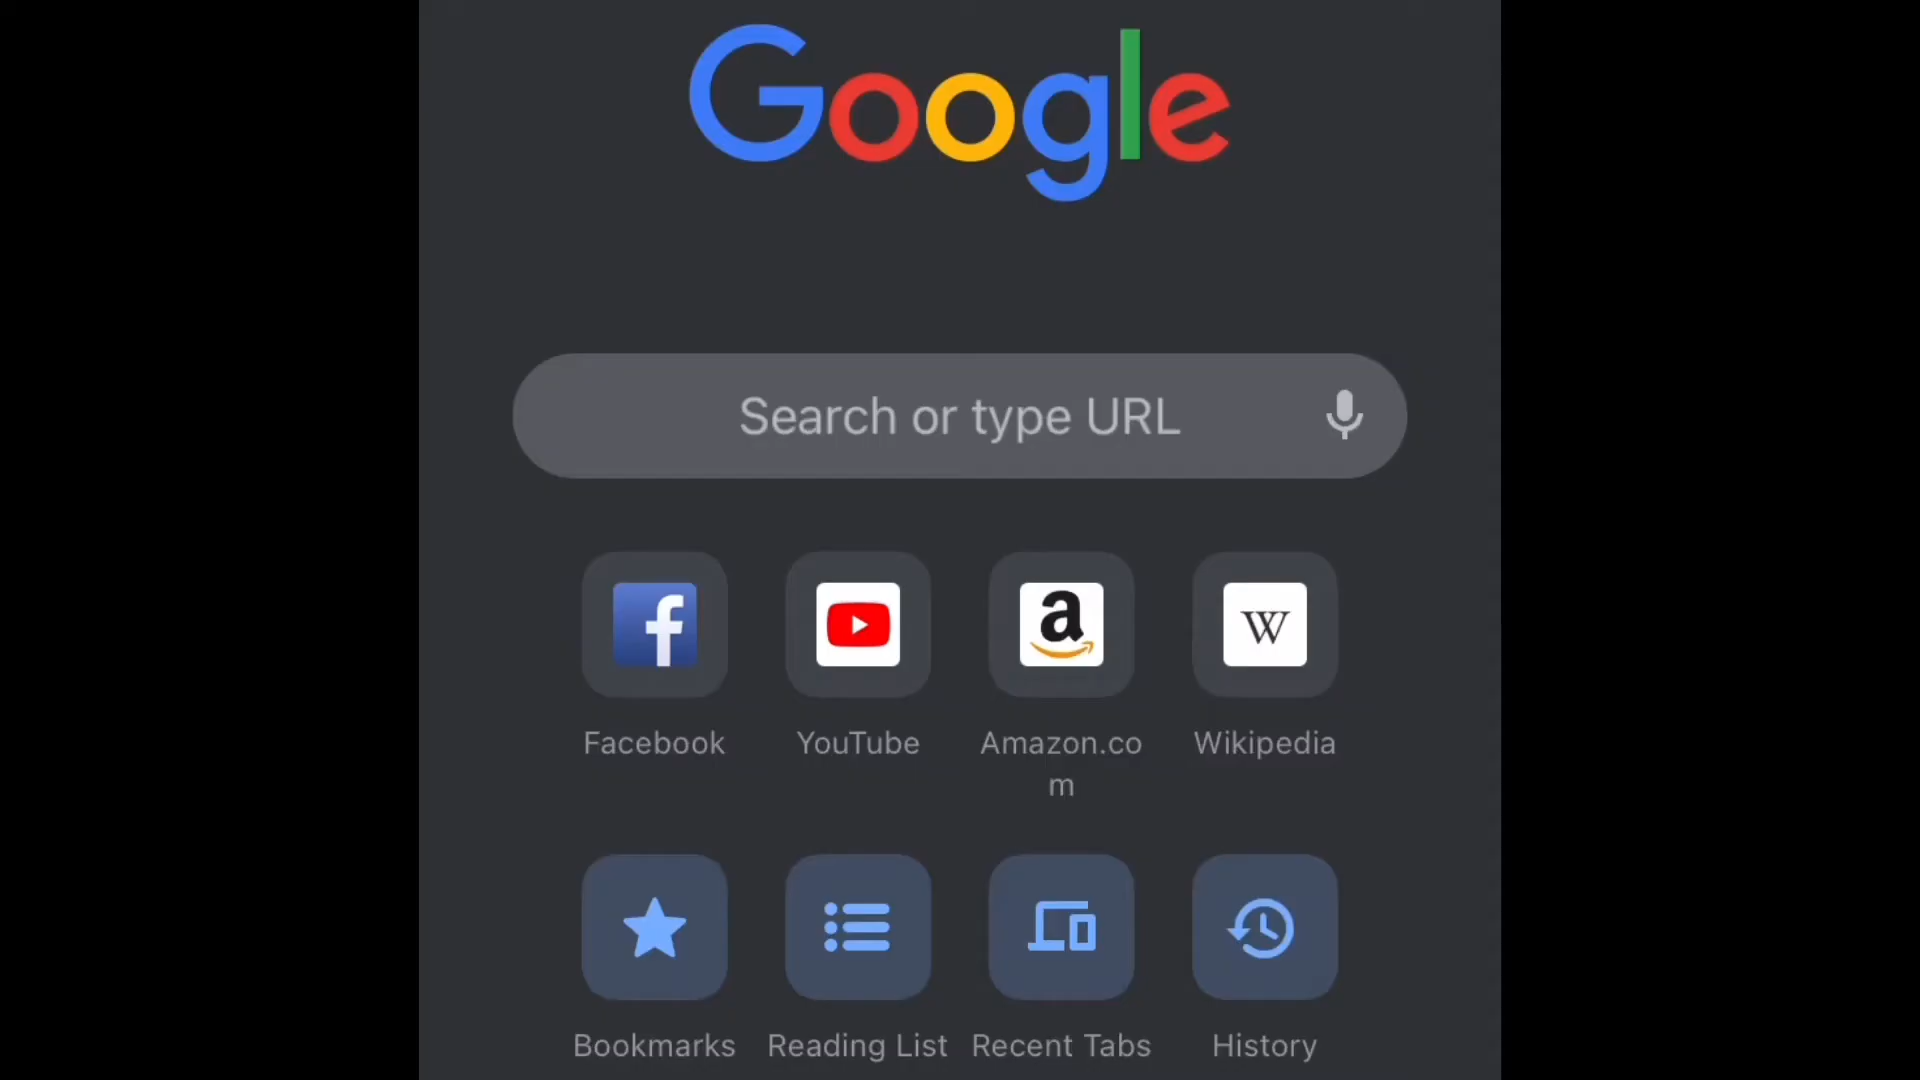 Google
Search or type URL
Facebook
YouTube
Amazon.co
m
Wikipedia
Bookmarks
Reading List
Recent Tabs
History